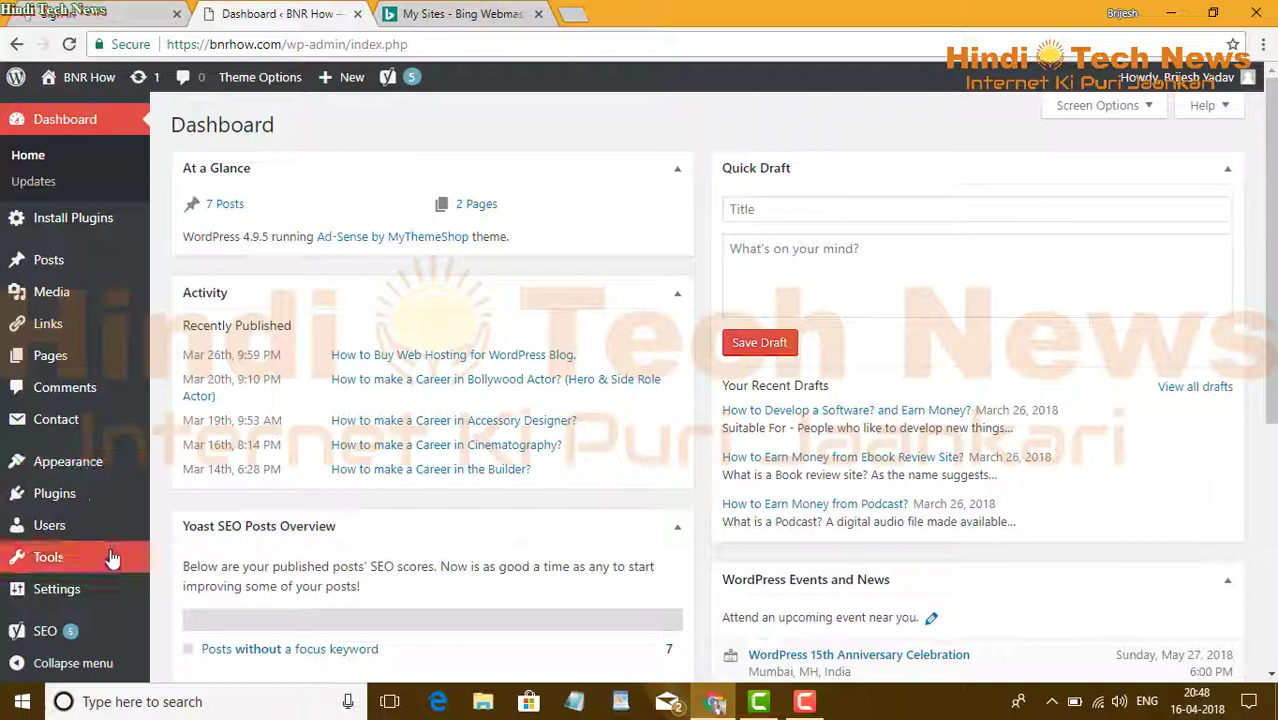 Hindi Tech News
Dashboard ‹ BNR How —
My Sites - Bing Webmas
Brijesh
Secure
https://bnrhow.com/wp-admin/index.php
Hindi Tech News
Internet Ki Puri Jaankari
BNR How
1
0
Theme Options
New
5
Howdy, Brijesh Yadav
Dashboard
Home
Updates
Install Plugins
Posts
Media
Links
Pages
Comments
Contact
Appearance
Plugins
Users
Tools
Settings
SEO 5
Collapse menu
Screen Options
Help
Dashboard
At a Glance
7 Posts
2 Pages
WordPress 4.9.5 running Ad-Sense by MyThemeShop theme.
Activity
Recently Published
Mar 26th, 9:59 PM How to Buy Web Hosting for WordPress Blog.
Mar 20th, 9:10 PM How to make a Career in Bollywood Actor? (Hero & Side Role
Actor)
Mar 19th, 9:53 AM How to make a Career in Accessory Designer?
Mar 16th, 8:14 PM How to make a Career in Cinematography?
Mar 14th, 6:28 PM How to make a Career in the Builder?
Yoast SEO Posts Overview
Below are your published posts' SEO scores. Now is as good a time as any to start
improving some of your posts!
Posts without a focus keyword 7
Quick Draft
Title
What's on your mind?
Save Draft
Your Recent Drafts
View all drafts
How to Develop a Software? and Earn Money? March 26, 2018
Suitable For - People who like to develop new things...
How to Earn Money from Ebook Review Site? March 26, 2018
What is a Book review site? As the name suggests...
How to Earn Money from Podcast? March 26, 2018
What is a Podcast? A digital audio file made available...
WordPress Events and News
Attend an upcoming event near you.
WordPress 15th Anniversary Celebration
Sunday, May 27, 2018
Mumbai, MH, India
6:00 PM
Hindi Tech News
Internet Ki Puri Jaankari
Type here to search
2
ENG
20:48
16-04-2018